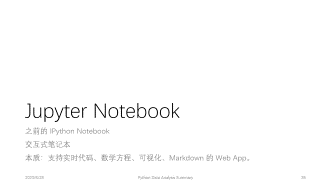 Jupyter Notebook
之前的 IPython Notebook
交互式笔记本
本质：支持实时代码、数学方程、可视化、Markdown 的 Web App。
Python Data Analysis Summary